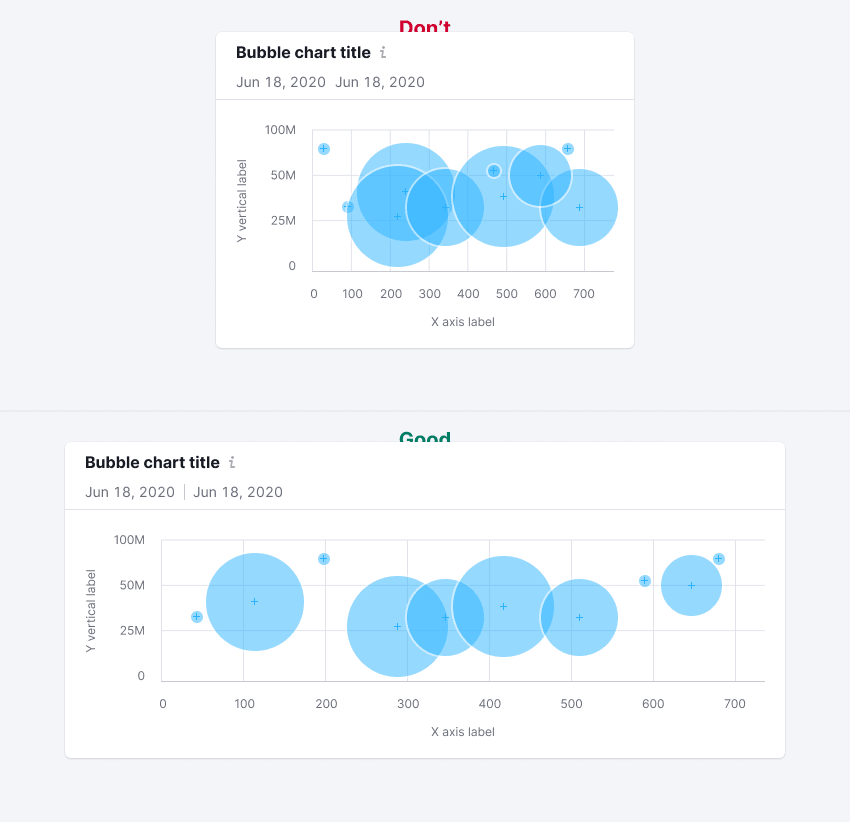 Don't
Bubble chart title i
Jun 18, 2020 Jun 18, 2020
100M
50M
25M
0
Y vertical label
0 100 200 300 400 500 600 700
X axis label
Good
Bubble chart title i
Jun 18, 2020 | Jun 18, 2020
100M
50M
25M
0
Y vertical label
0 100 200 300 400 500 600 700
X axis label